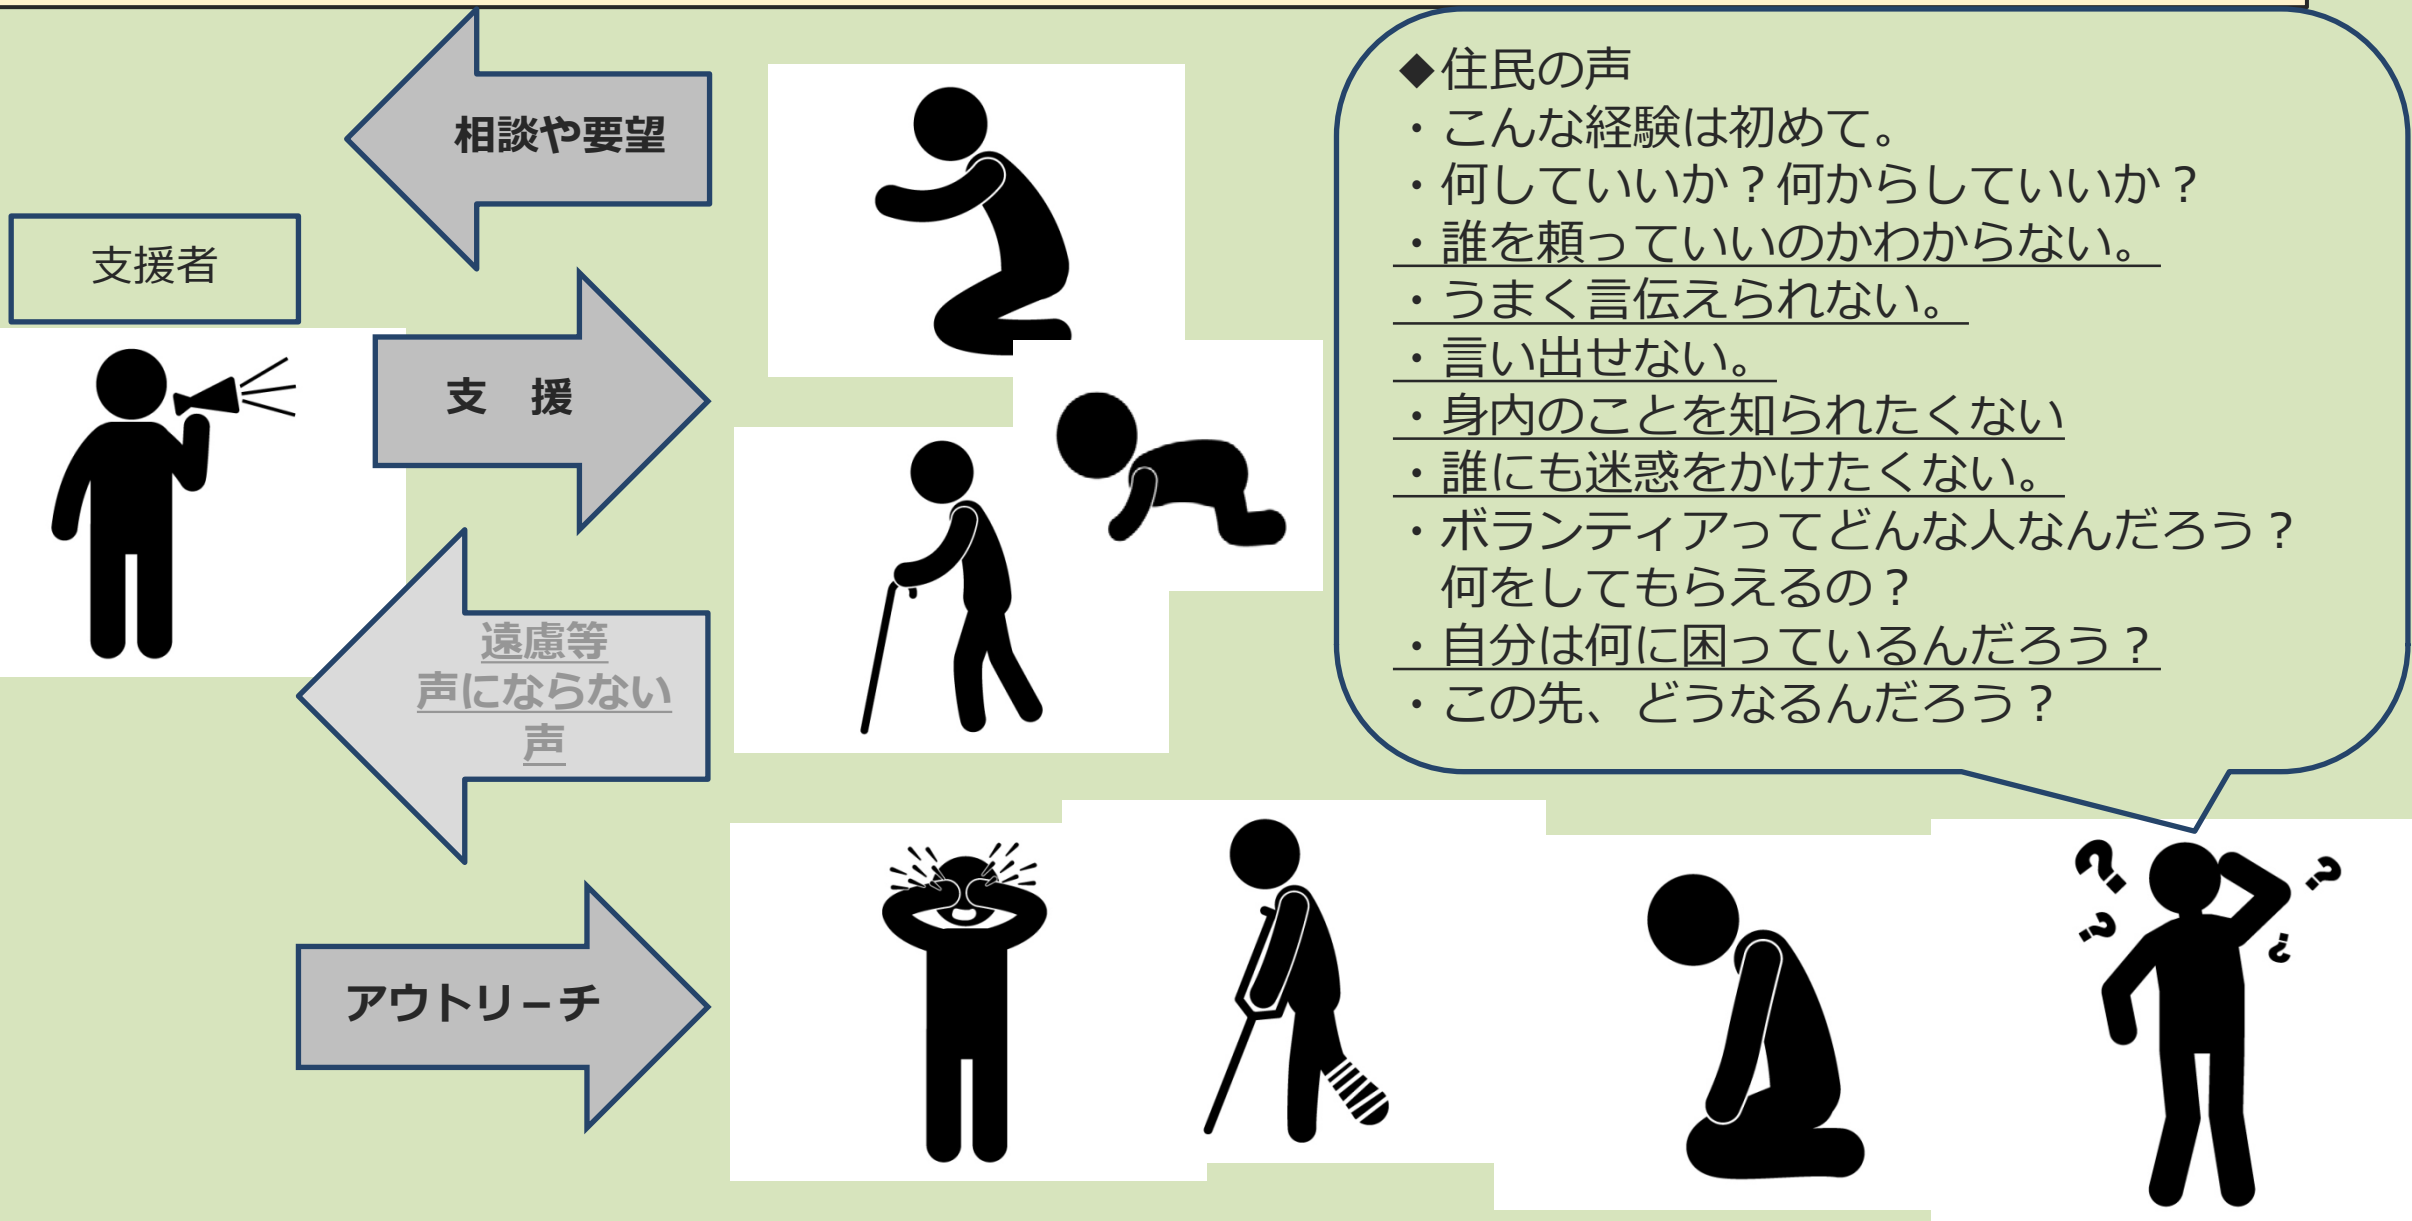 相談や要望
支援者
支　援
遠慮等
声にならない
声
アウトリーチ
◆住民の声
・こんな経験は初めて。
・何していいか？何からしていいか？
・誰を頼っていいのかわからない。
・うまく言伝えられない。
・言い出せない。
・身内のことを知られたくない
・誰にも迷惑をかけたくない。
・ボランティアってどんな人なんだろう？
何をしてもらえるの？
・自分は何に困っているんだろう？
・この先、どうなるんだろう？